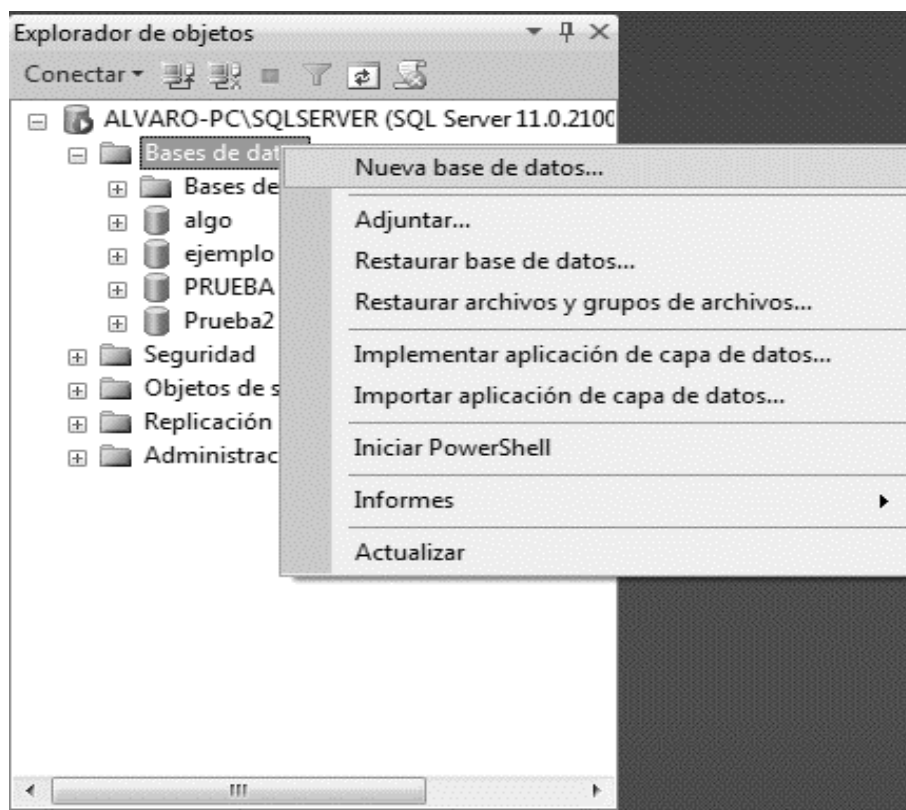 Explorador de objetos
Conectar
ALVARO-PC\SQLSERVER (SQL Server 11.0.2100
Bases de dat
Bases de
algo
ejemplo
PRUEBA
Prueba2
Seguridad
Objetos de s
Replicación
Administrac
Nueva base de datos...
Adjuntar...
Restaurar base de datos...
Restaurar archivos y grupos de archivos...
Implementar aplicación de capa de datos...
Importar aplicación de capa de datos...
Iniciar PowerShell
Informes
Actualizar